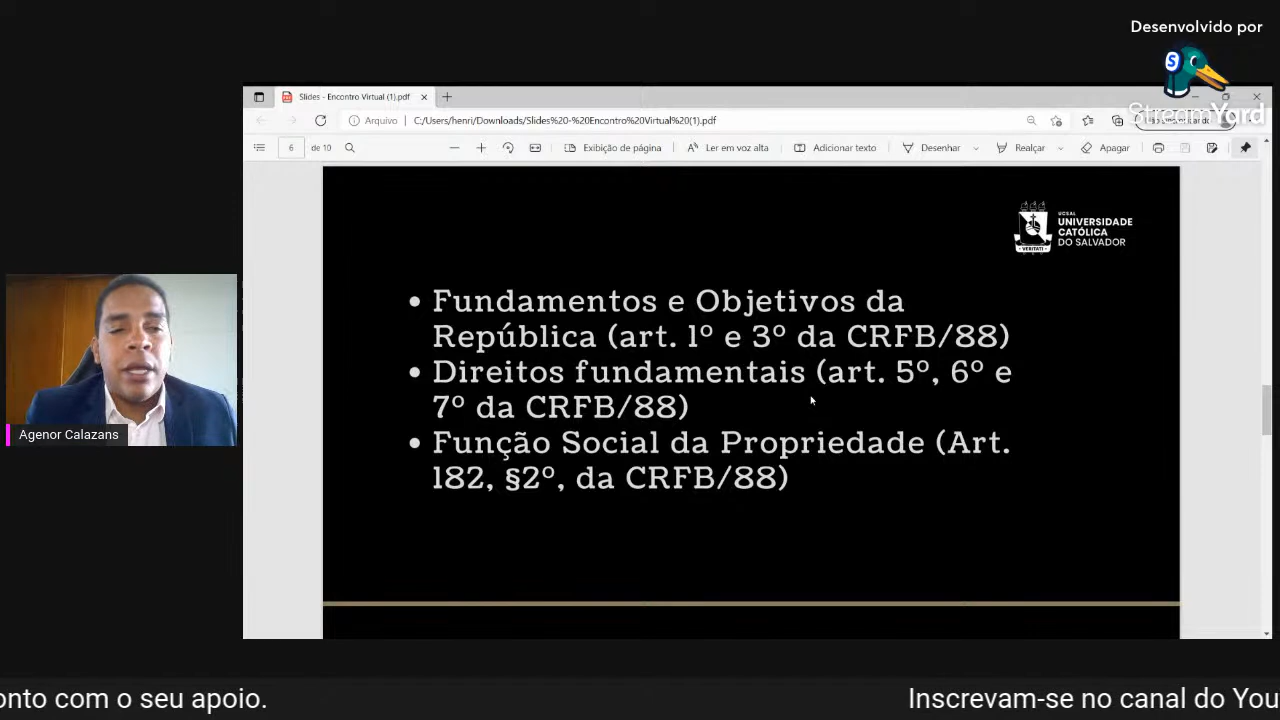 Desenvolvido por
StreamYard
Slides - Encontro Virtual (1).pdf
Arquivo C:/Users/henri/Downloads/Slides%20-%20Encontro%20Virtual%20(1).pdf
6 de 10 Exibição de página Ler em voz alta Adicionar texto Desenhar Realçar Apagar
UCSAL
UNIVERSIDADE
CATÓLICA
DO SALVADOR
VERITATI
• Fundamentos e Objetivos da
República (art. 1º e 3º da CRFB/88)
• Direitos fundamentais (art. 5º, 6º e
7º da CRFB/88)
• Função Social da Propriedade (Art.
182, §2º, da CRFB/88)
Agenor Calazans
onto com o seu apoio.
Inscrevam-se no canal do You